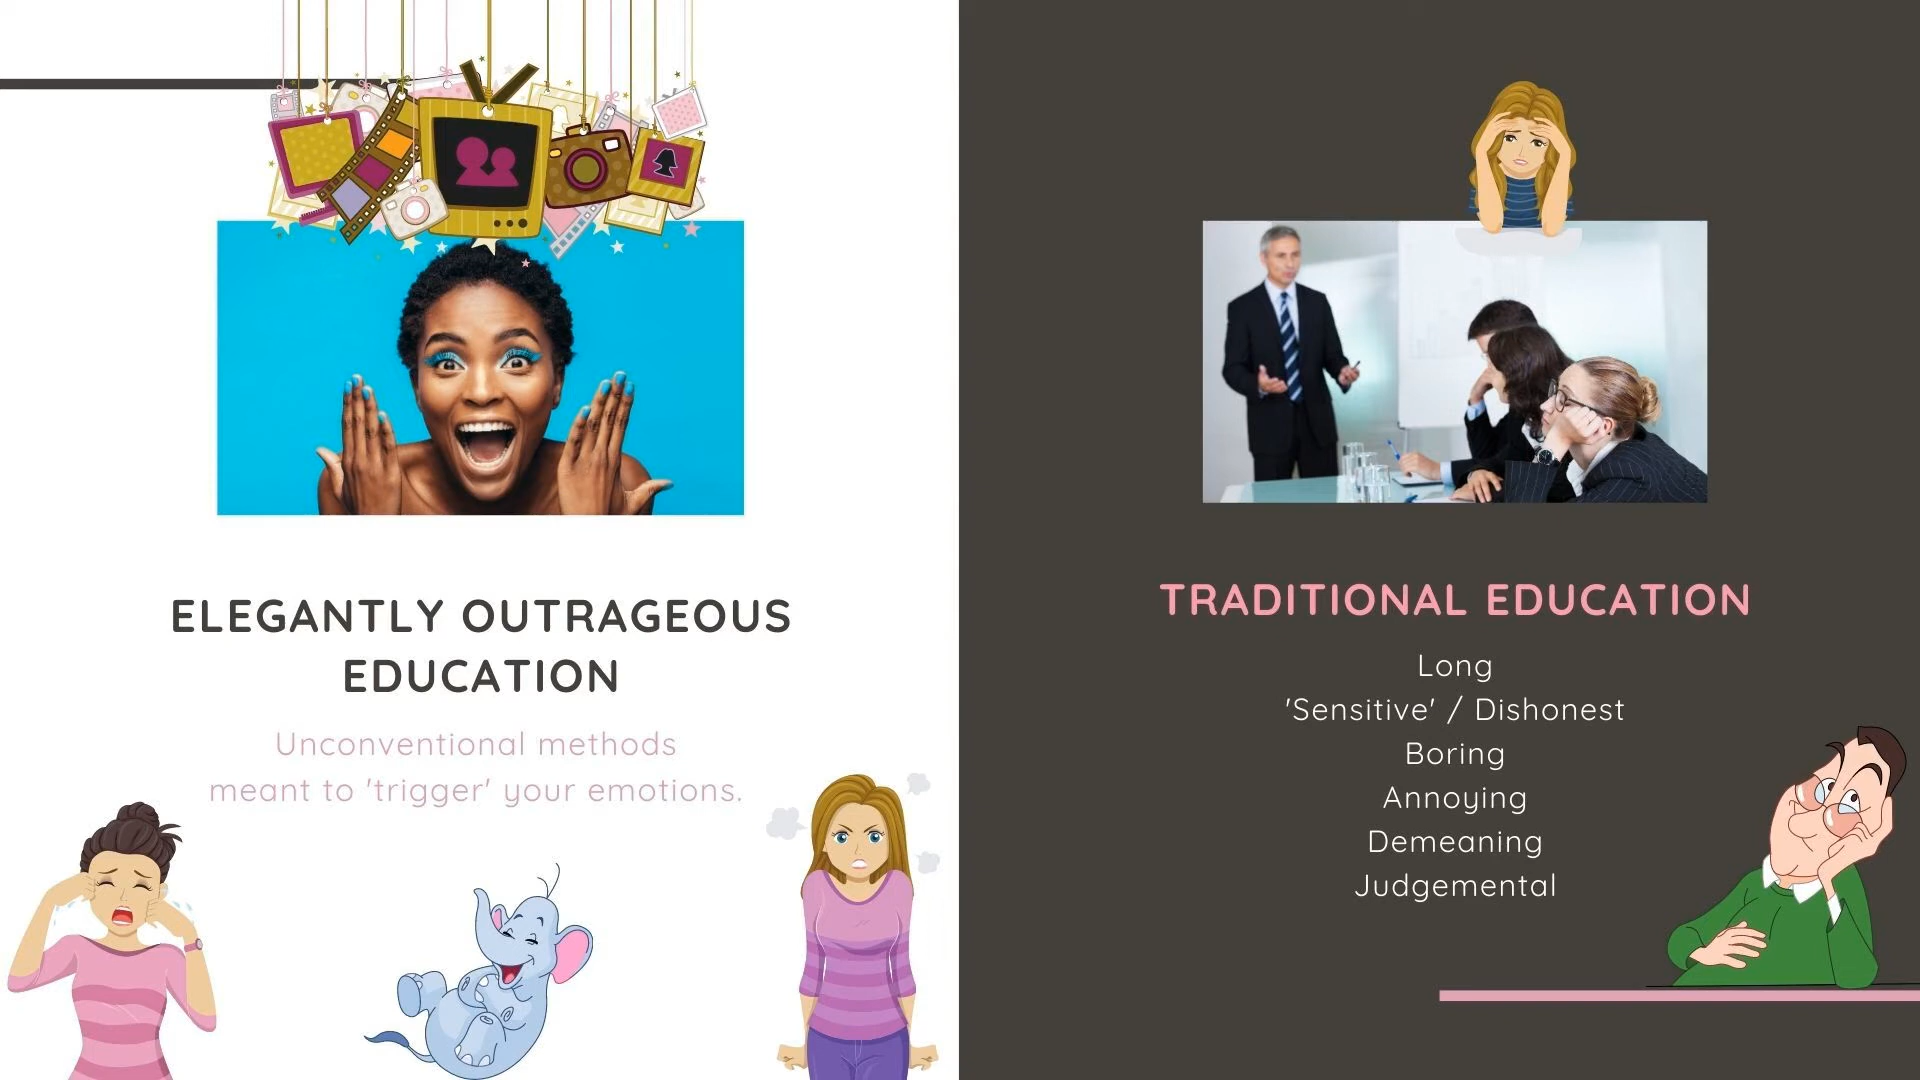 ELEGANTLY OUTRAGEOUS
EDUCATION
Unconventional methods
meant to 'trigger' your emotions.
TRADITIONAL EDUCATION
Long
'Sensitive' / Dishonest
Boring
Annoying
Demeaning
Judgemental